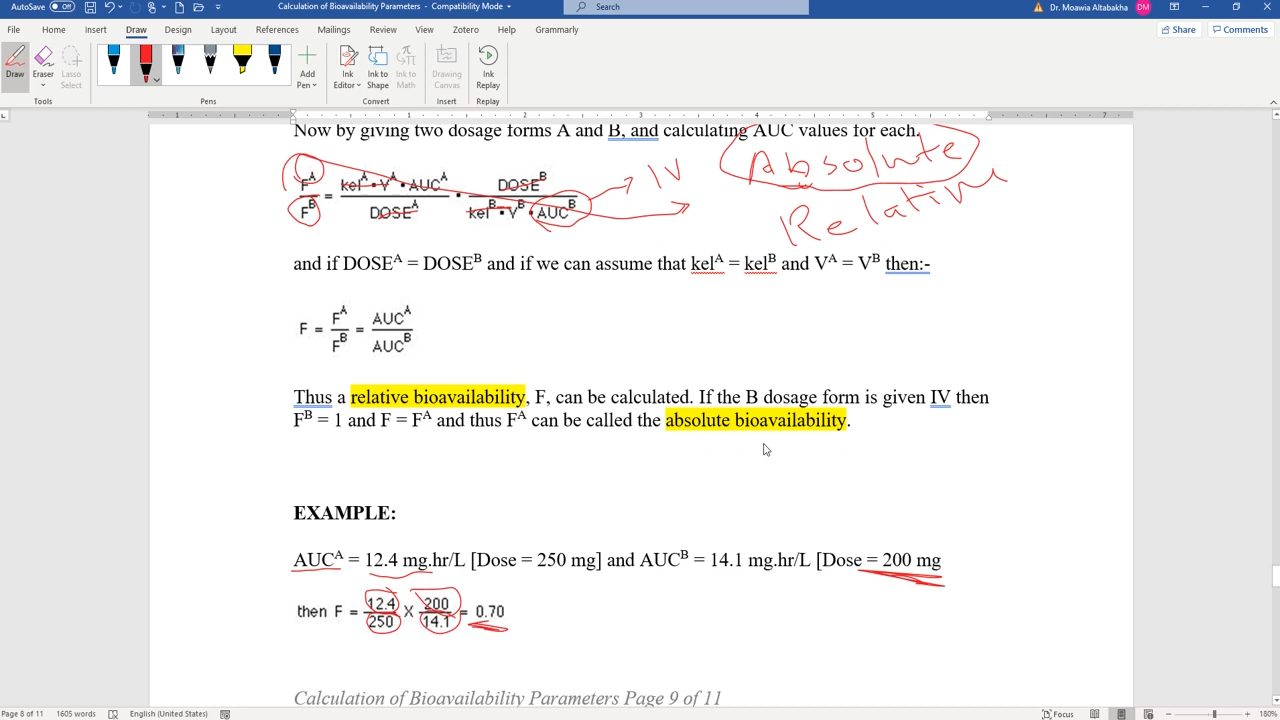 AutoSave Off Calculation of Bioavailability Parameters - Compatibility Mode Search Dr. Moawia Altabakha DM
File Home Insert Draw Design Layout References Mailings Review View Zotero Help Grammarly Share Comments
Draw Eraser Lasso Select Add Pen Ink Editor Ink to Shape Ink to Math Drawing Canvas Ink Replay
Tools Pens Convert Insert Replay
1 1 2 3 4 5 7
Now by giving two dosage forms A and B, and calculating AUC values for each.
Absolute
IV
Relative
F^A / F^B = kel^A • V^A • AUC^A / DOSE^A • DOSE^B / kel^B • V^B • AUC^B
and if DOSE^A = DOSE^B and if we can assume that kel^A = kel^B and V^A = V^B then:-
F = F^A / F^B = AUC^A / AUC^B
Thus a relative bioavailability, F, can be calculated. If the B dosage form is given IV then
F^B = 1 and F = F^A and thus F^A can be called the absolute bioavailability.
EXAMPLE:
AUC^A = 12.4 mg.hr/L [Dose = 250 mg] and AUC^B = 14.1 mg.hr/L [Dose = 200 mg
then F = 12.4 / 250 X 200 / 14.1 = 0.70
Calculation of Bioavailability Parameters Page 9 of 11
Page 8 of 11 1605 words English (United States) Focus 180%